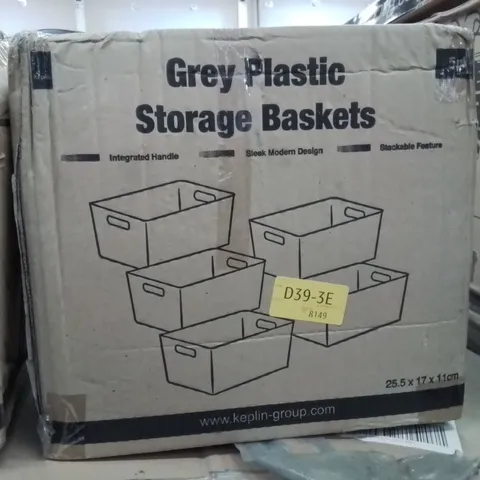 Grey Plastic
Storage Baskets
Integrated Handle Sleek Modern Design Stackable Feature
D39-3E
8149
25.5 x 17 x 11cm
www.keplin-group.com